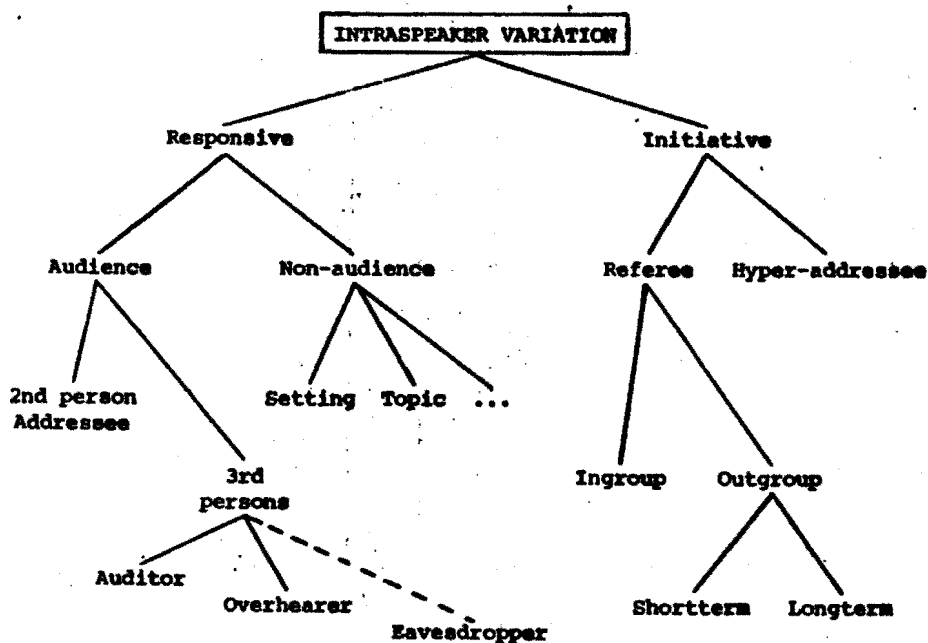 INTRASPEAKER VARIATION
Responsive
Initiative
Audience
Non-audience
Referee
Hyper-addressee
2nd person
Addressee
Setting
Topic
...
3rd
persons
Ingroup
Outgroup
Auditor
Overhearer
Eavesdropper
Shortterm
Longterm